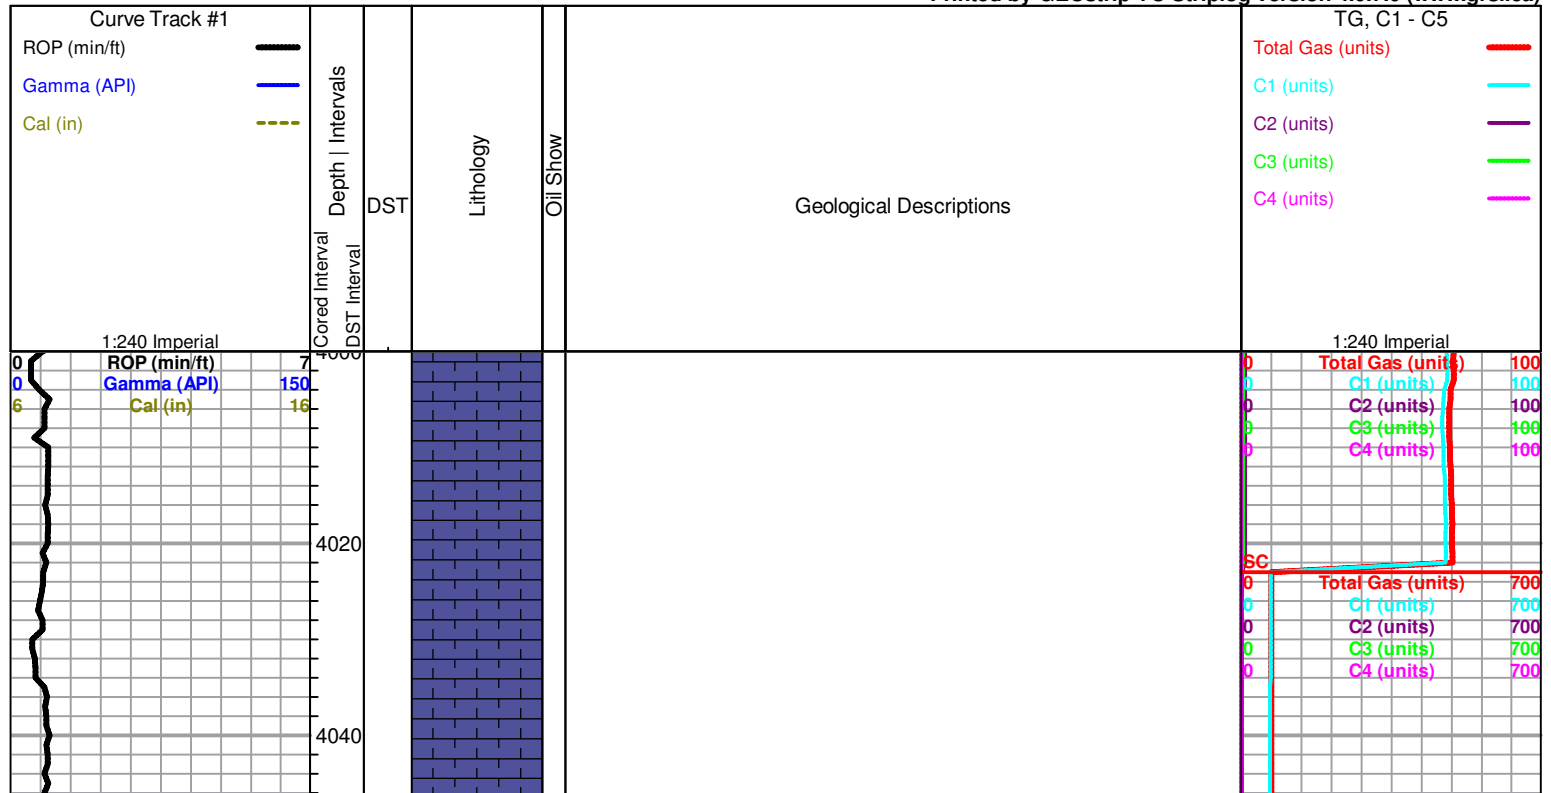 Curve Track #1
ROP (min/ft)
Gamma (API)
Cal (in)
1:240 Imperial
Depth | Intervals
Cored Interval
DST Interval
DST
Lithology
Oil Show
Geological Descriptions
TG, C1 - C5
Total Gas (units)
C1 (units)
C2 (units)
C3 (units)
C4 (units)
1:240 Imperial
0 ROP (min/ft) 7
0 Gamma (API) 150
6 Cal (in) 16
4000
4020
4040
0 Total Gas (units) 100
0 C1 (units) 100
0 C2 (units) 100
0 C3 (units) 100
0 C4 (units) 100
SC
0 Total Gas (units) 700
0 C1 (units) 700
0 C2 (units) 700
0 C3 (units) 700
0 C4 (units) 700